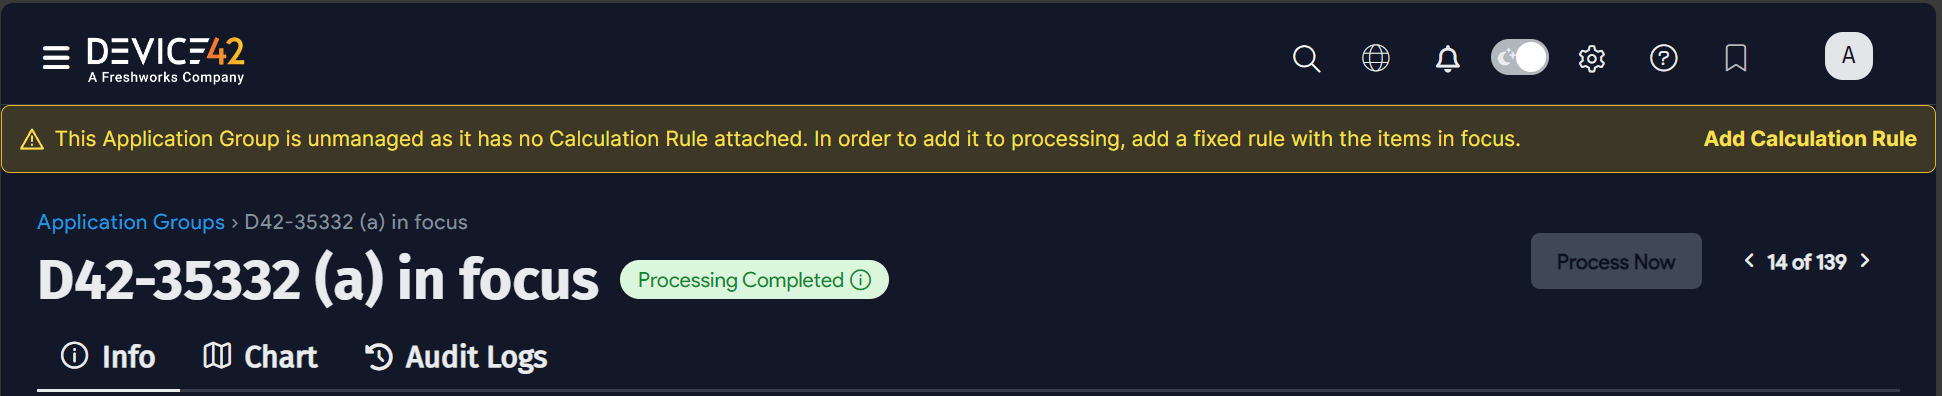 DEVICE42
A Freshworks Company
A
This Application Group is unmanaged as it has no Calculation Rule attached. In order to add it to processing, add a fixed rule with the items in focus.
Add Calculation Rule
Application Groups › D42-35332 (a) in focus
D42-35332 (a) in focus
Processing Completed
Process Now
14 of 139
Info
Chart
Audit Logs